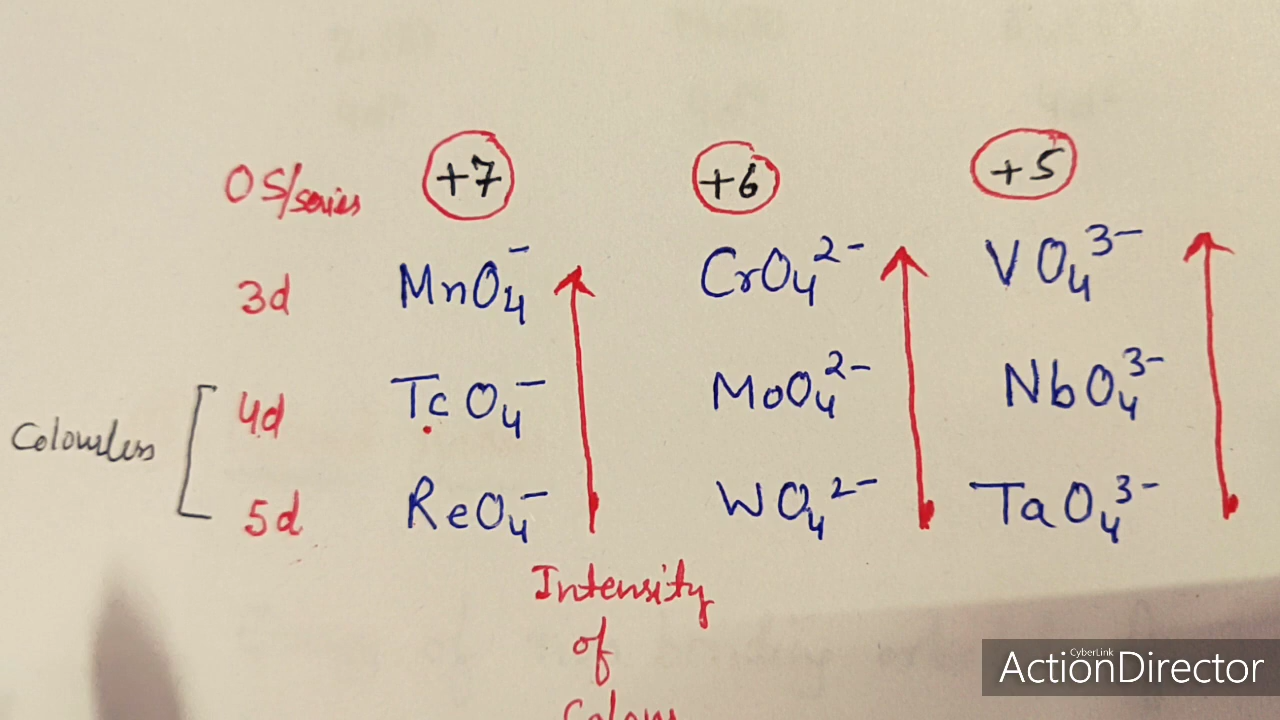 OS/series +7 +6 +5
3d MnO₄⁻ CrO₄²⁻ VO₄³⁻
4d TcO₄⁻ MoO₄²⁻ NbO₄³⁻
Colourless
5d ReO₄⁻ WO₄²⁻ TaO₄³⁻
Intensity
of
Colour
CyberLink
ActionDirector